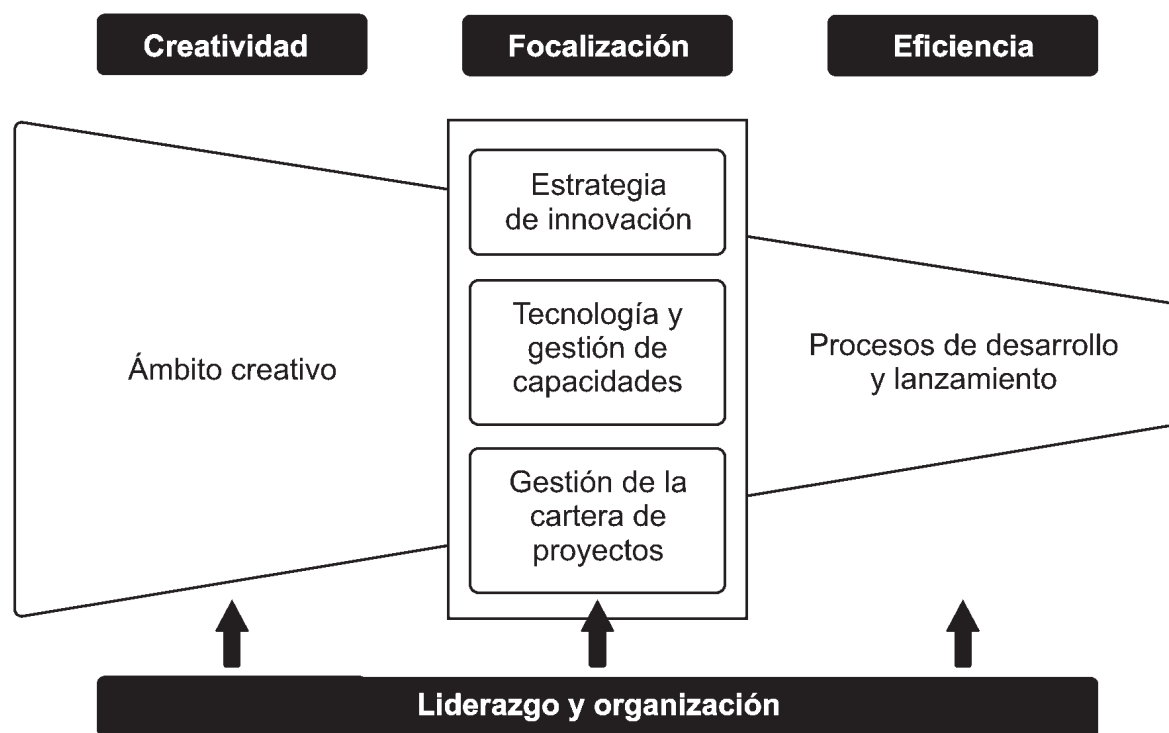 Creatividad
Focalización
Eficiencia
Ámbito creativo
Estrategia
de innovación
Tecnología y
gestión de
capacidades
Gestión de la
cartera de
proyectos
Procesos de desarrollo
y lanzamiento
Liderazgo y organización